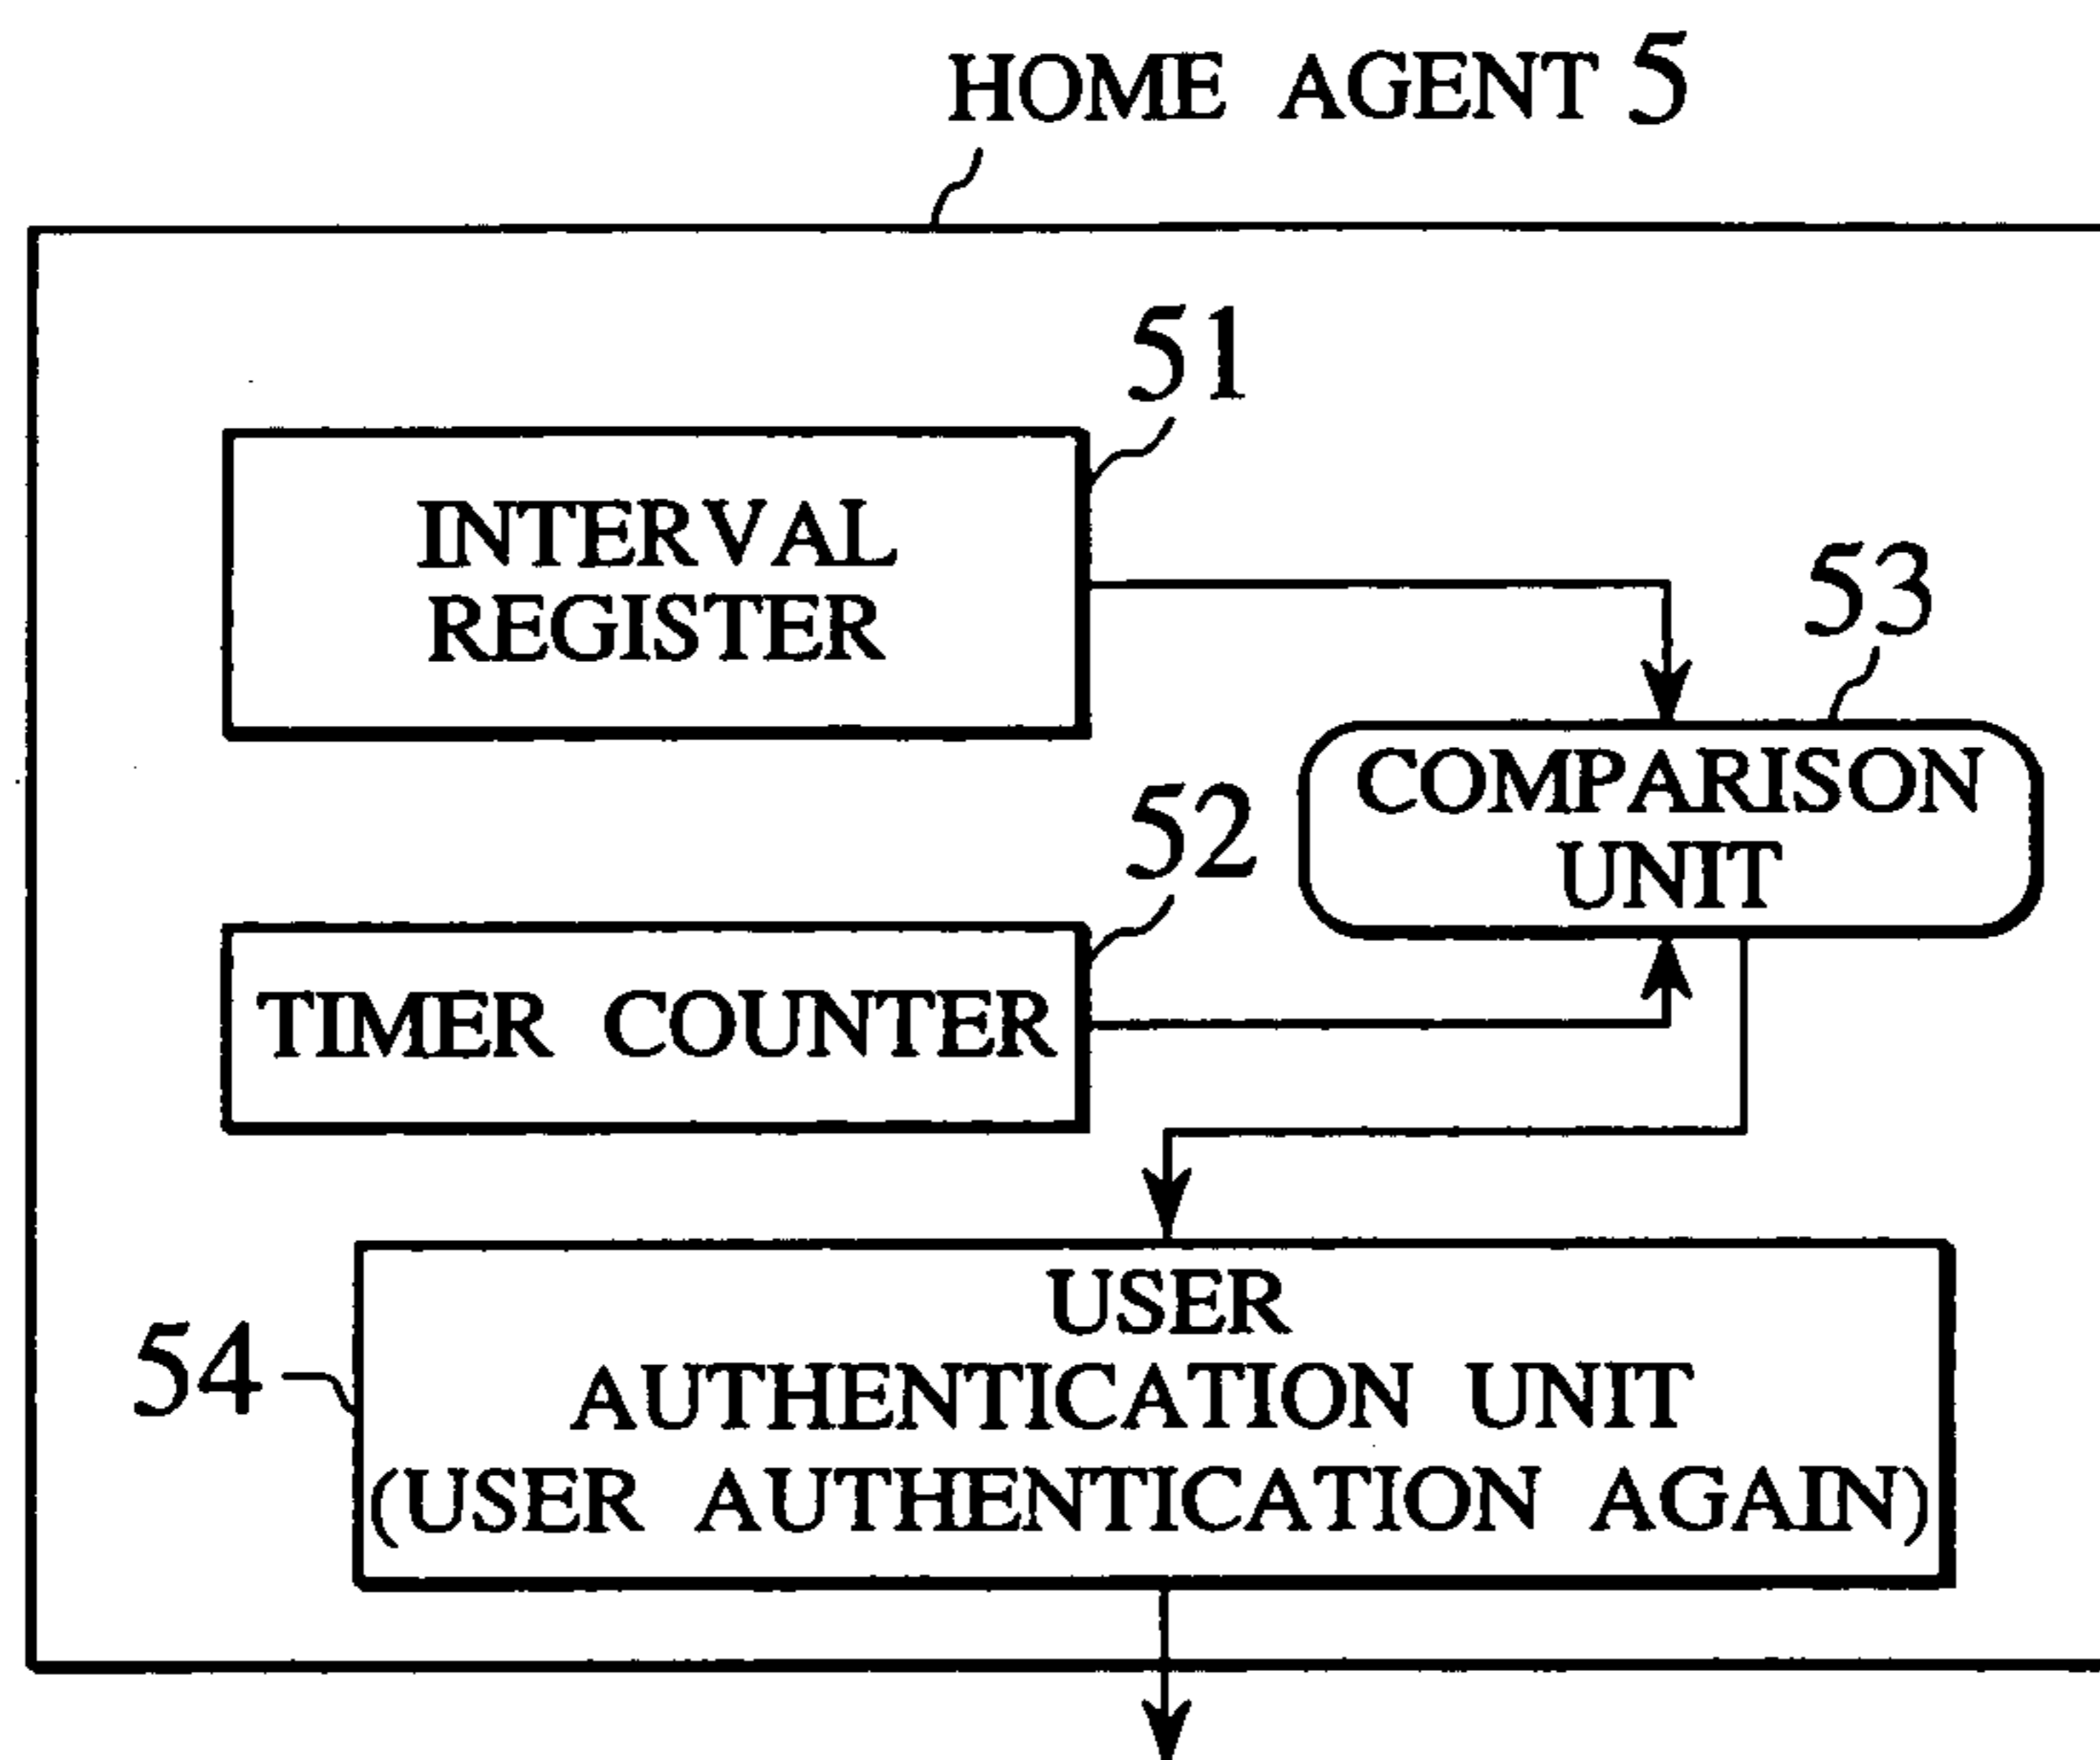 HOME AGENT 5
51
INTERVAL
REGISTER
53
COMPARISON
UNIT
52
TIMER COUNTER
54
USER
AUTHENTICATION UNIT
(USER AUTHENTICATION AGAIN)